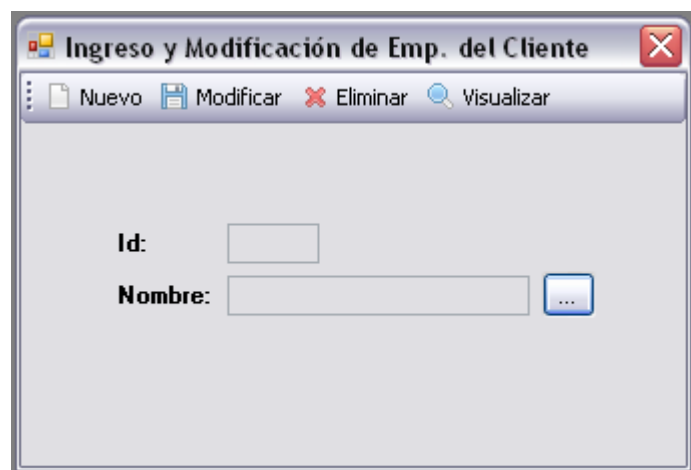 Ingreso y Modificación de Emp. del Cliente
Nuevo Modificar Eliminar Visualizar
Id:
Nombre: ...